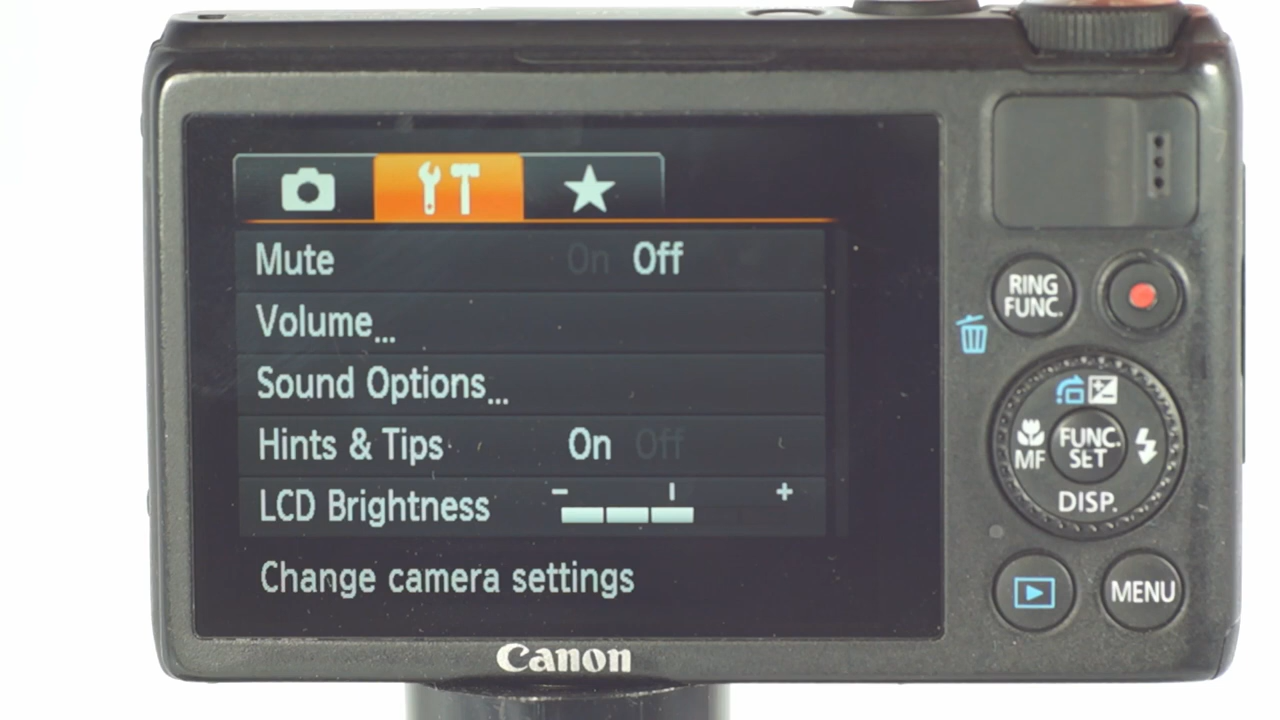 Mute On Off
Volume...
Sound Options...
Hints & Tips On Off
LCD Brightness - +
Change camera settings
Canon
RING
FUNC.
MF
FUNC.
SET
DISP.
MENU